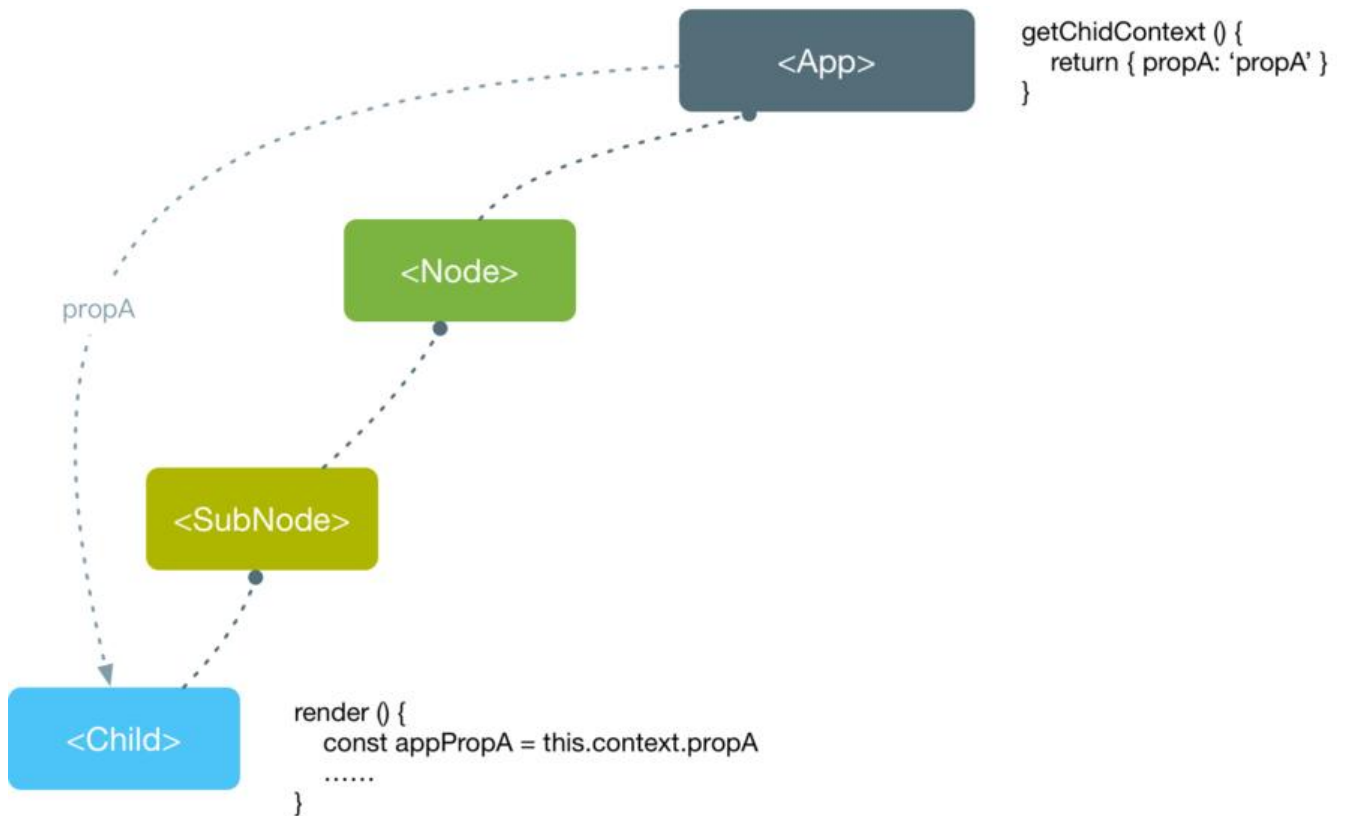 <App>
getChidContext () {
return { propA: ‘propA’ }
}
<Node>
propA
<SubNode>
<Child>
render () {
const appPropA = this.context.propA
......
}